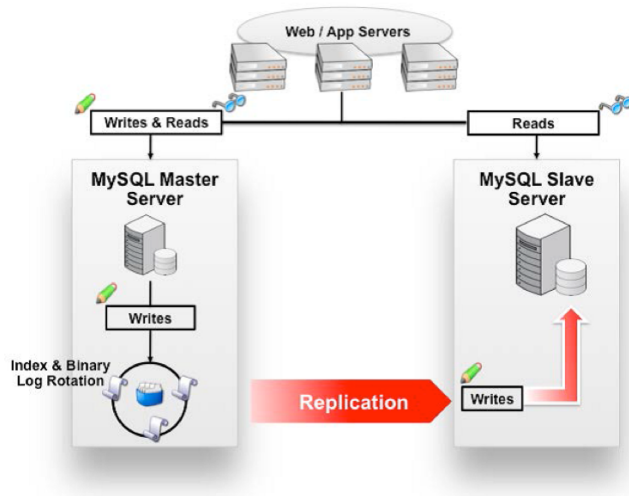 Web / App Servers
Writes & Reads
Reads
MySQL Master
Server
MySQL Slave
Server
Writes
Index & Binary
Log Rotation
Replication
Writes